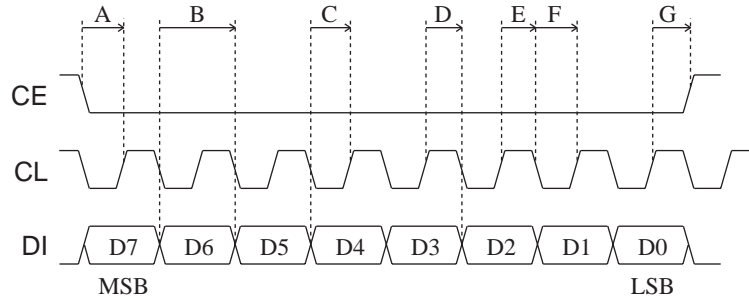 A B C D E F G
CE
CL
DI D7 D6 D5 D4 D3 D2 D1 D0
MSB LSB